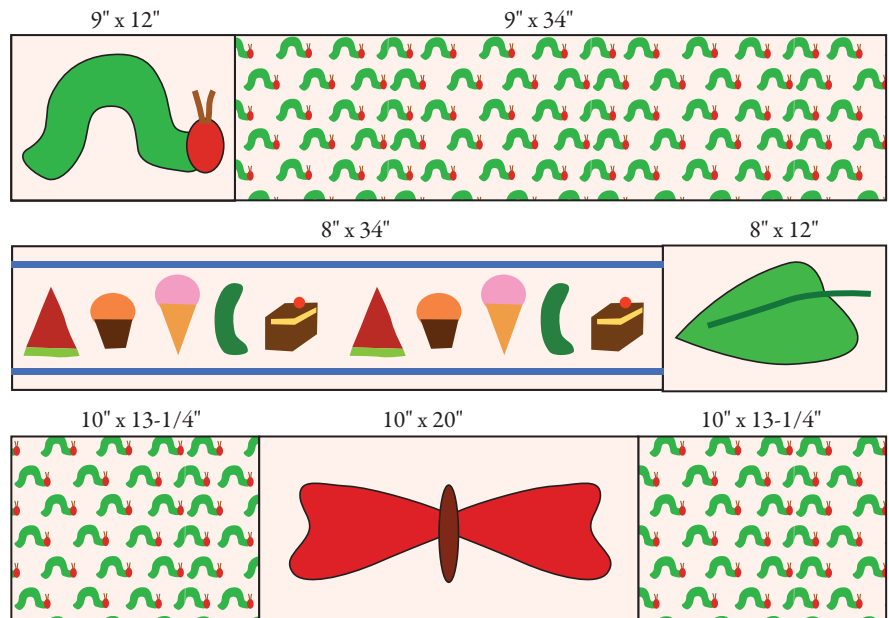 9" x 12" 9" x 34"
8" x 34" 8" x 12"
10" x 13-1/4" 10" x 20" 10" x 13-1/4"